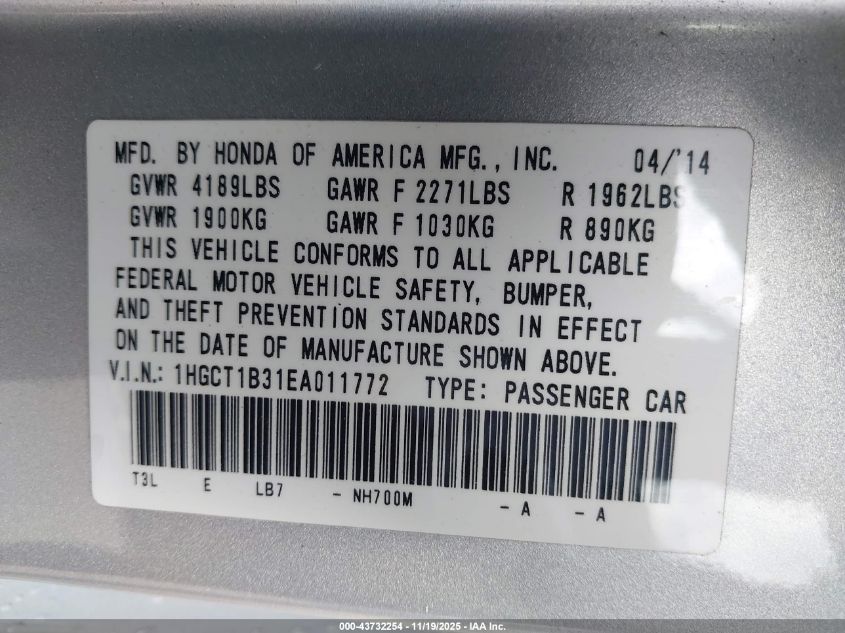 MFD. BY HONDA OF AMERICA MFG., INC. 04/'14
GVWR 4189LBS GAWR F 2271LBS R 1962LBS
GVWR 1900KG GAWR F 1030KG R 890KG
THIS VEHICLE CONFORMS TO ALL APPLICABLE
FEDERAL MOTOR VEHICLE SAFETY, BUMPER,
AND THEFT PREVENTION STANDARDS IN EFFECT
ON THE DATE OF MANUFACTURE SHOWN ABOVE.
V.I.N.: 1HGCT1B31EA011772 TYPE: PASSENGER CAR
T3L E LB7 - NH700M - A - A
000-43732254 - 11/19/2025 - IAA Inc.